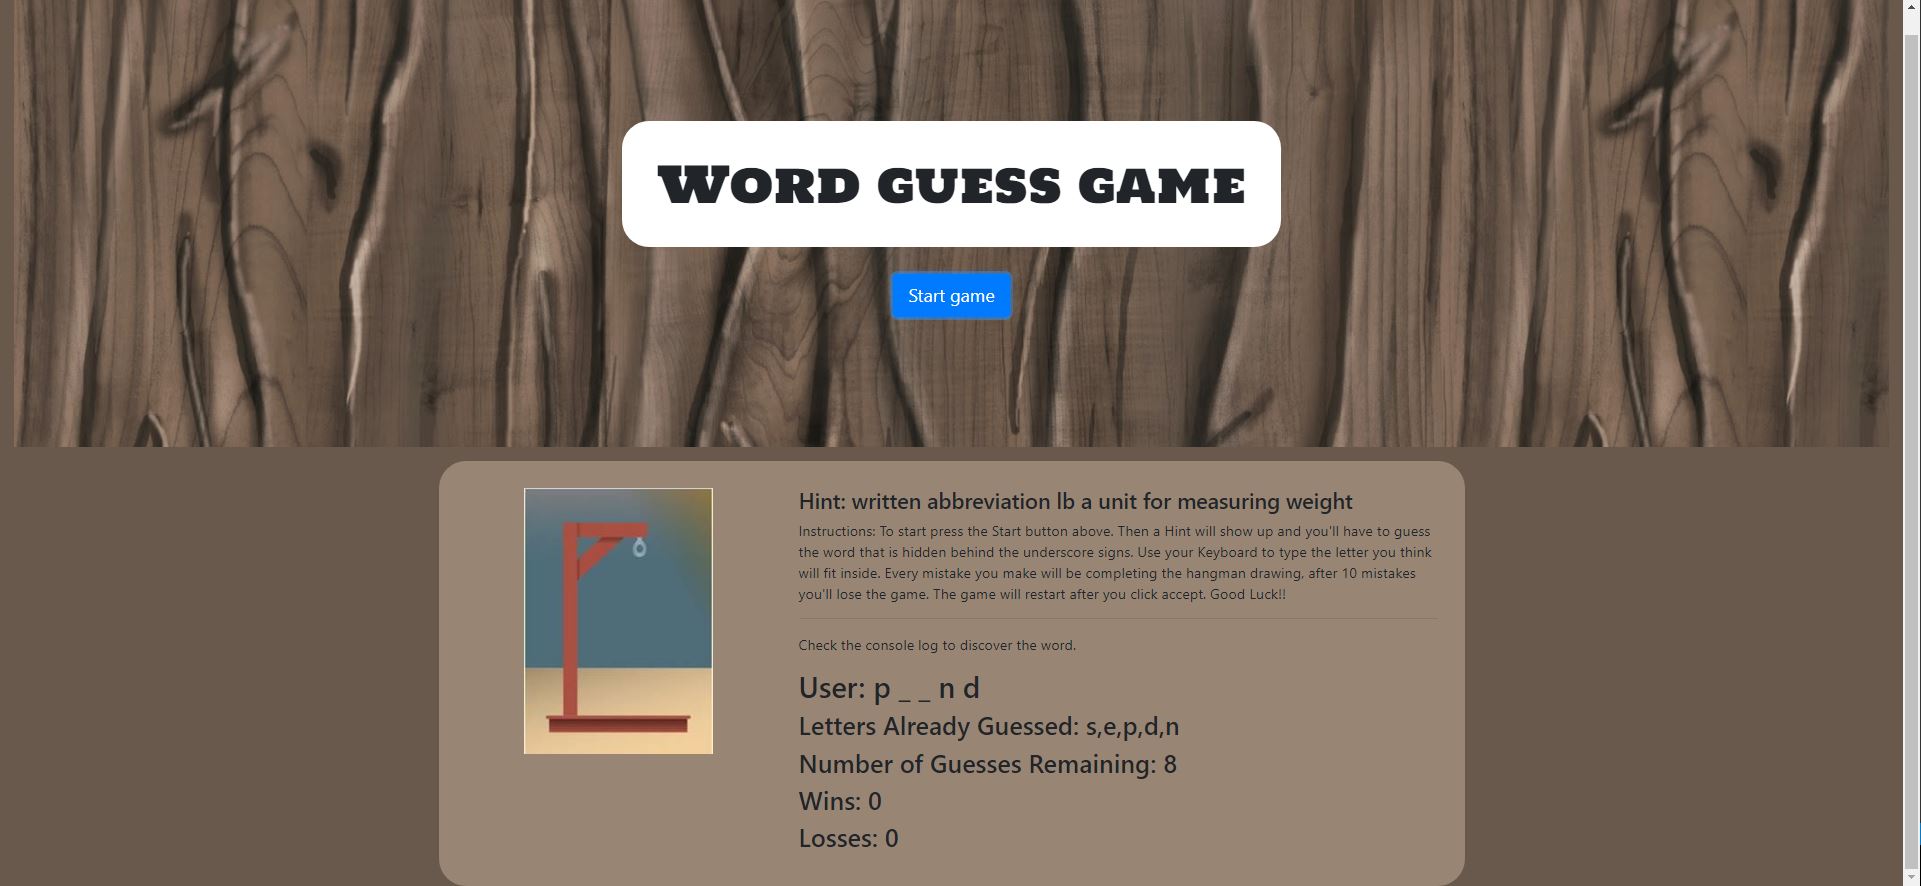 Word guess game
Start game
Hint: written abbreviation lb a unit for measuring weight
Instructions: To start press the Start button above. Then a Hint will show up and you'll have to guess
the word that is hidden behind the underscore signs. Use your Keyboard to type the letter you think
will fit inside. Every mistake you make will be completing the hangman drawing, after 10 mistakes
you'll lose the game. The game will restart after you click accept. Good Luck!!
Check the console log to discover the word.
User: p _ _ n d
Letters Already Guessed: s,e,p,d,n
Number of Guesses Remaining: 8
Wins: 0
Losses: 0